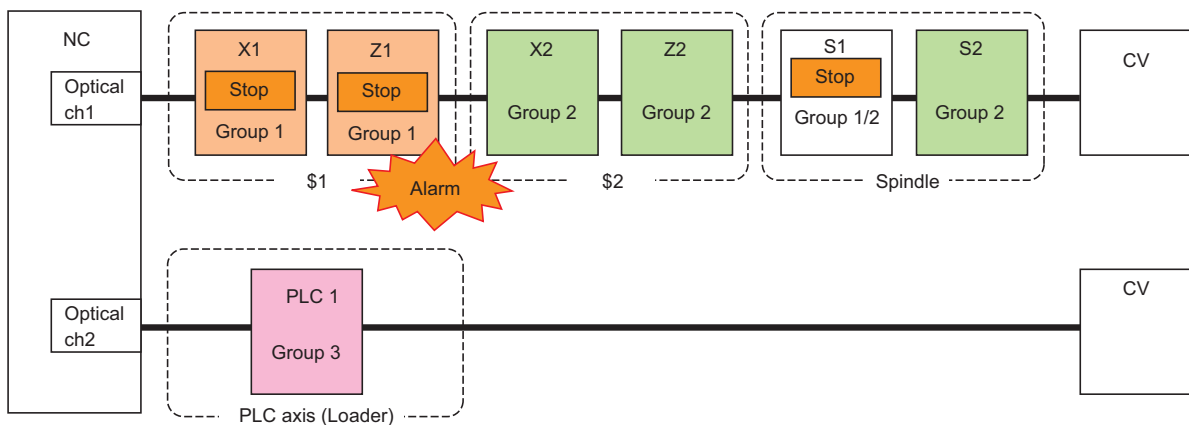 NC
Optical
ch1
X1
Stop
Group 1
Z1
Stop
Group 1
X2
Group 2
Z2
Group 2
S1
Stop
Group 1/2
S2
Group 2
CV
$1
Alarm
$2
Spindle
Optical
ch2
PLC 1
Group 3
CV
PLC axis (Loader)